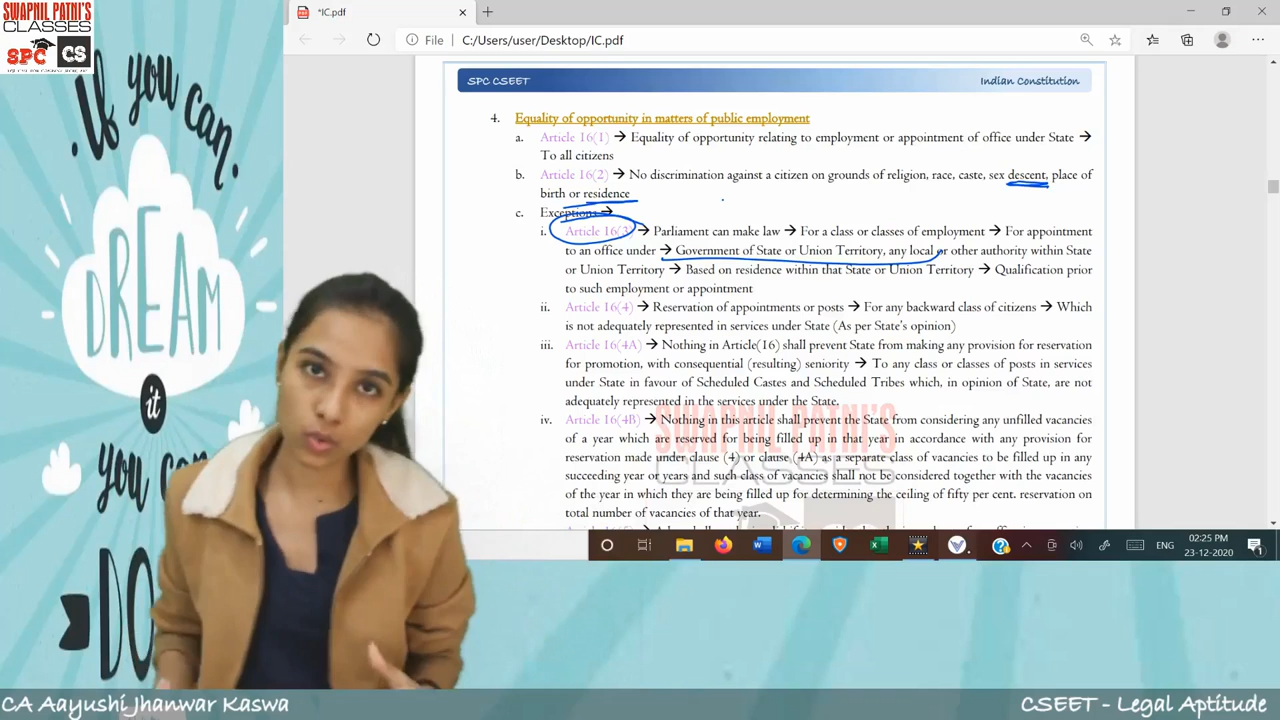 SWAPNIL PATNI'S
CLASSES
SPC CS
If you can
DREAM
it
you can
DO
*IC.pdf
File C:/Users/user/Desktop/IC.pdf
SPC CSEET Indian Constitution
4. Equality of opportunity in matters of public employment
a. Article 16(1) → Equality of opportunity relating to employment or appointment of office under State →
To all citizens
b. Article 16(2) → No discrimination against a citizen on grounds of religion, race, caste, sex descent, place of
birth or residence
c. Exceptions →
i. Article 16(3) → Parliament can make law → For a class or classes of employment → For appointment
to an office under → Government of State or Union Territory, any local or other authority within State
or Union Territory → Based on residence within that State or Union Territory → Qualification prior
to such employment or appointment
ii. Article 16(4) → Reservation of appointments or posts → For any backward class of citizens → Which
is not adequately represented in services under State (As per State's opinion)
iii. Article 16(4A) → Nothing in Article(16) shall prevent State from making any provision for reservation
for promotion, with consequential (resulting) seniority → To any class or classes of posts in services
under State in favour of Scheduled Castes and Scheduled Tribes which, in opinion of State, are not
adequately represented in the services under the State.
iv. Article 16(4B) → Nothing in this article shall prevent the State from considering any unfilled vacancies
of a year which are reserved for being filled up in that year in accordance with any provision for
reservation made under clause (4) or clause (4A) as a separate class of vacancies to be filled up in any
succeeding year or years and such class of vacancies shall not be considered together with the vacancies
of the year in which they are being filled up for determining the ceiling of fifty per cent. reservation on
total number of vacancies of that year.
SWAPNIL PATNI'S
CLASSES
ENG
02:25 PM
23-12-2020
CA Aayushi Jhanwar Kaswa
CSEET - Legal Aptitude